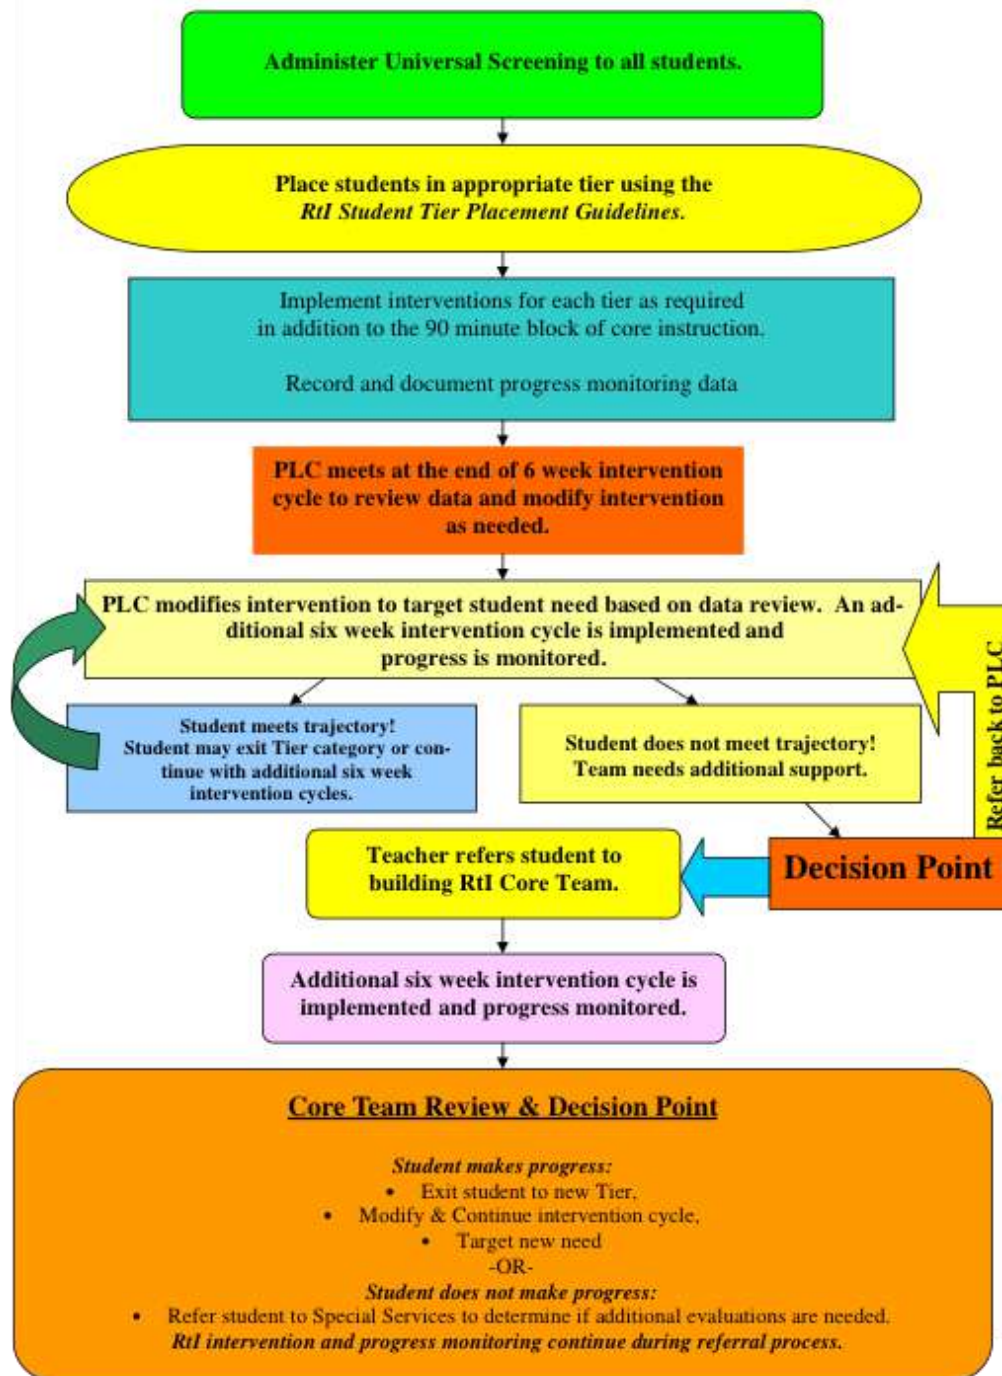 Administer Universal Screening to all students.
Place students in appropriate tier using the
RtI Student Tier Placement Guidelines.
Implement interventions for each tier as required
in addition to the 90 minute block of core instruction.
Record and document progress monitoring data
PLC meets at the end of 6 week intervention
cycle to review data and modify intervention
as needed.
PLC modifies intervention to target student need based on data review.  An ad-
ditional six week intervention cycle is implemented and
progress is monitored.
Refer back to PLC
Student meets trajectory!
Student may exit Tier category or con-
tinue with additional six week
intervention cycles.
Student does not meet trajectory!
Team needs additional support.
Decision Point
Teacher refers student to
building RtI Core Team.
Additional six week intervention cycle is
implemented and progress monitored.
Core Team Review & Decision Point
Student makes progress:
• Exit student to new Tier,
• Modify & Continue intervention cycle,
• Target new need
-OR-
Student does not make progress:
• Refer student to Special Services to determine if additional evaluations are needed.
RtI intervention and progress monitoring continue during referral process.